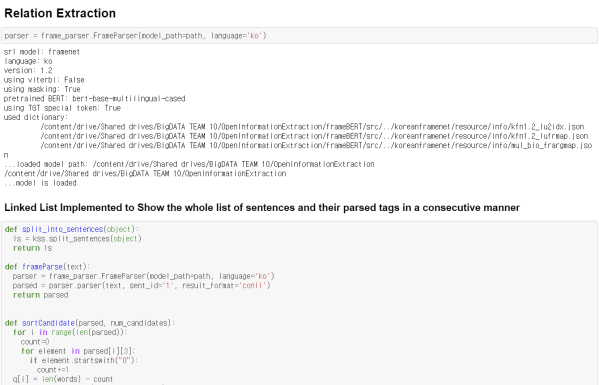 Relation Extraction
parser = frame_parser.FrameParser(model_path=path, language='ko')
srl model: framenet
language: ko
version: 1.2
using viterbi: False
using masking: True
pretrained BERT: bert-base-multilingual-cased
using TGT special token: True
used dictionary:
/content/drive/Shared drives/BigDATA TEAM 10/OpenInformationExtraction/frameBERT/src/../koreanframenet/resource/info/kfn1.2_lu2idx.json
/content/drive/Shared drives/BigDATA TEAM 10/OpenInformationExtraction/frameBERT/src/../koreanframenet/resource/info/kfn1.2_lufrmap.json
/content/drive/Shared drives/BigDATA TEAM 10/OpenInformationExtraction/frameBERT/src/../koreanframenet/resource/info/mul_bio_frargmap.jso
n
...loaded model path: /content/drive/Shared drives/BigDATA TEAM 10/OpenInformationExtraction
/content/drive/Shared drives/BigDATA TEAM 10/OpenInformationExtraction
...model is loaded
Linked List Implemented to Show the whole list of sentences and their parsed tags in a consecutive manner
def split_into_sentences(object):
ls = kss.split_sentences(object)
return ls
def frameParse(text):
parser = frame_parser.FrameParser(model_path=path, language='ko')
parsed = parser.parser(text, sent_id='1', result_format='conll')
return parsed
def sortCandidate(parsed, num_candidates):
for i in range(len(parsed)):
count=0
for element in parsed[i][3]:
if element.startswith("O"):
count+=1
q[i] = len(words) - count